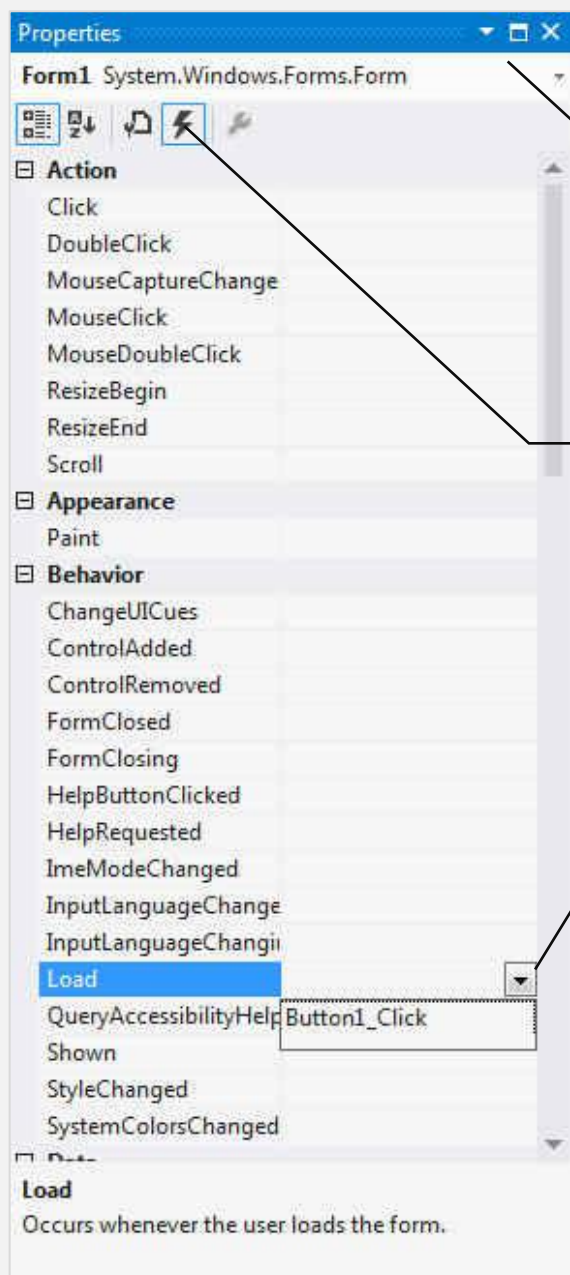 Properties
Form1 System.Windows.Forms.Form
Action
Click
DoubleClick
MouseCaptureChange
MouseClick
MouseDoubleClick
ResizeBegin
ResizeEnd
Scroll
Appearance
Paint
Behavior
ChangeUICues
ControlAdded
ControlRemoved
FormClosed
FormClosing
HelpButtonClicked
HelpRequested
ImeModeChanged
InputLanguageChange
InputLanguageChangi
Load
QueryAccessibilityHelp Button1_Click
Shown
StyleChanged
SystemColorsChanged
Load
Occurs whenever the user loads the form.